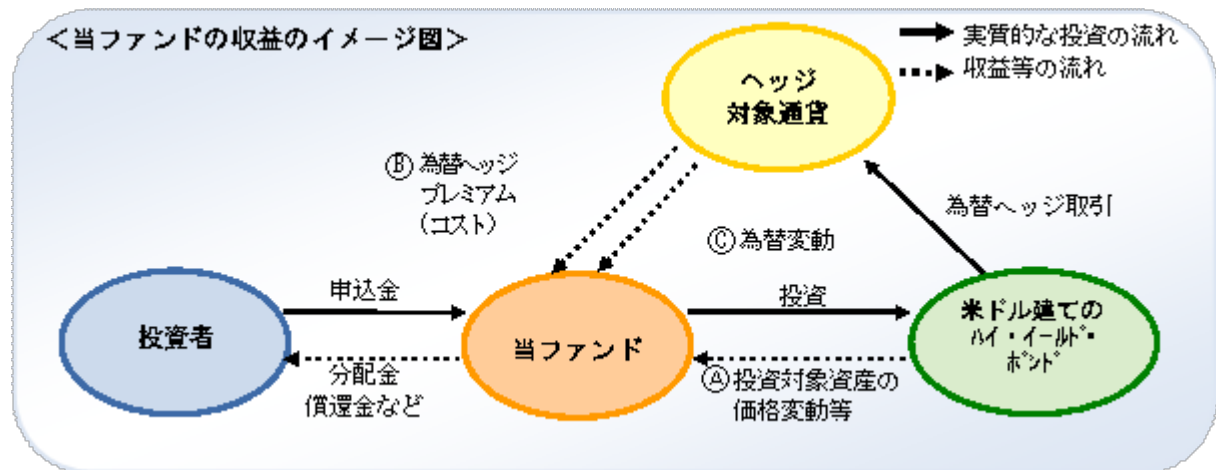 ＜当ファンドの収益のイメージ図＞
実質的な投資の流れ
収益等の流れ
ヘッジ
対象通貨
Ⓑ為替ヘッジ
プレミアム
（コスト）
為替ヘッジ取引
Ⓒ為替変動
申込金
投資
投資者
当ファンド
米ドル建ての
ハイ・イールド・
ボンド
分配金
償還金など
Ⓐ投資対象資産の
価格変動等